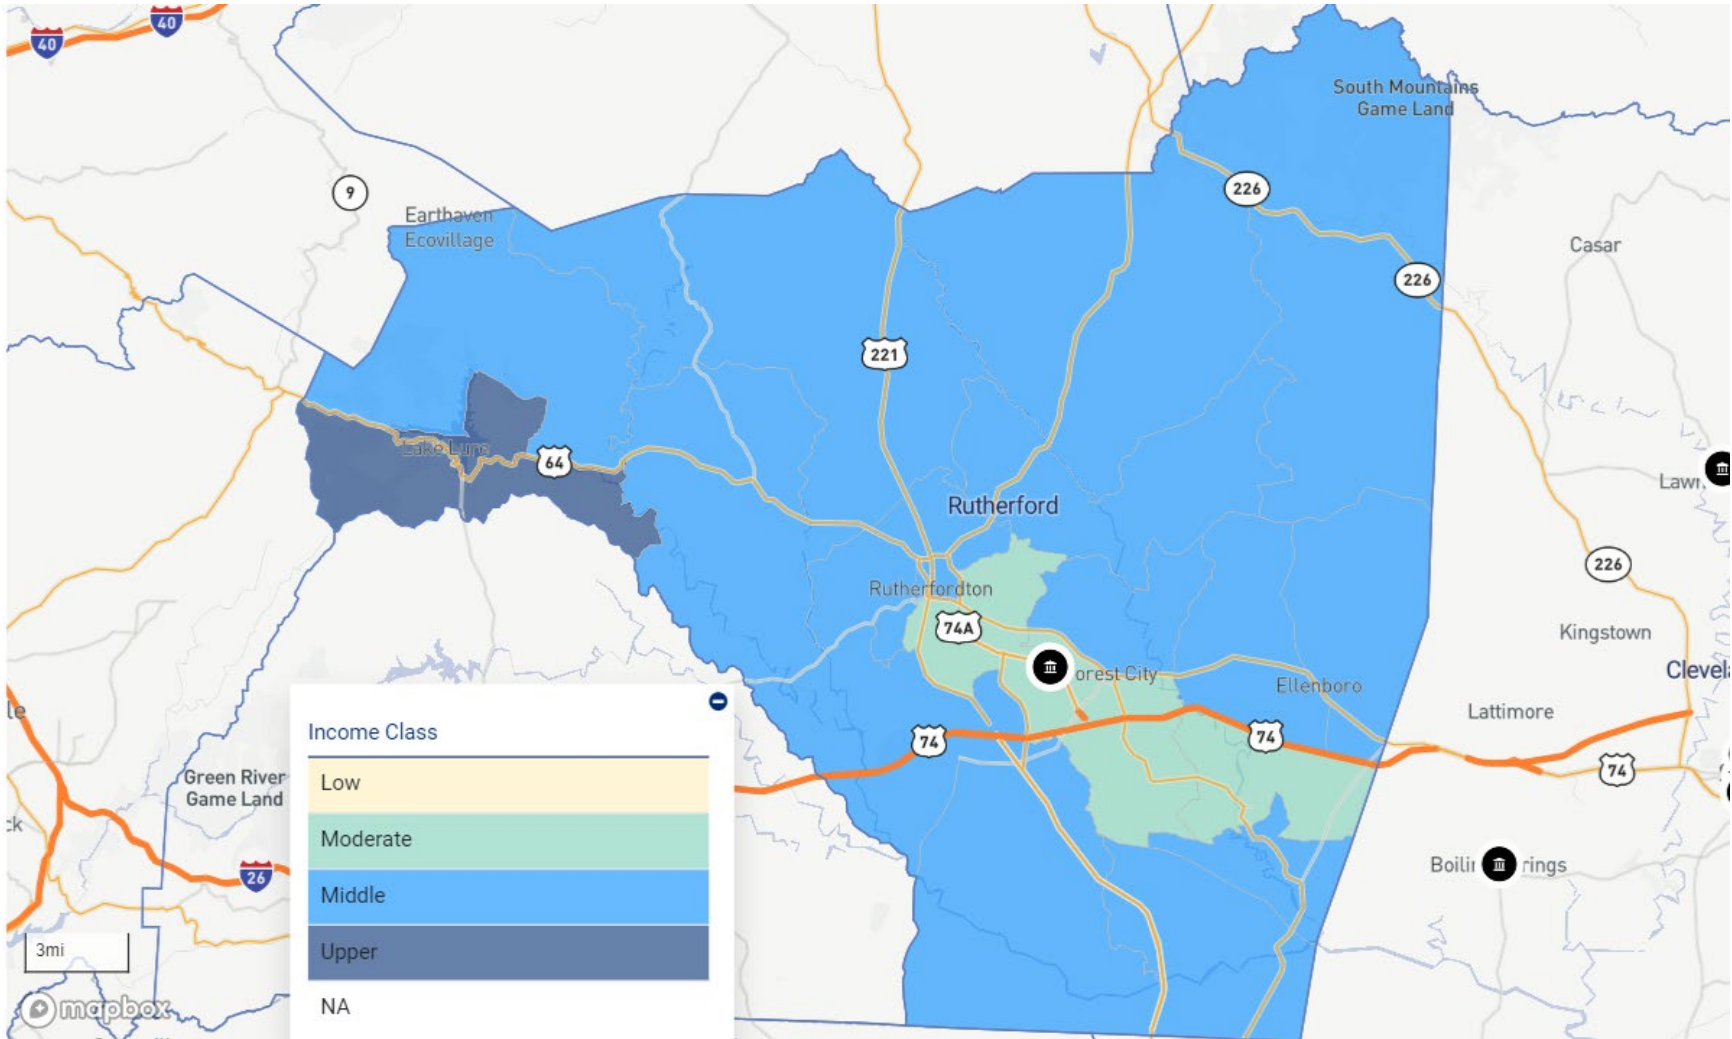 40
40
South Mountains
Game Land
9
226
Earthaven
Ecovillage
Casar
226
221
Lake Lure
64
Rutherford
226
Rutherfordton
74A
Kingstown
orest City
Ellenboro
Lattimore
74
74
74
Green River
Game Land
26
3mi
mapbox
Income Class
Low
Moderate
Middle
Upper
NA